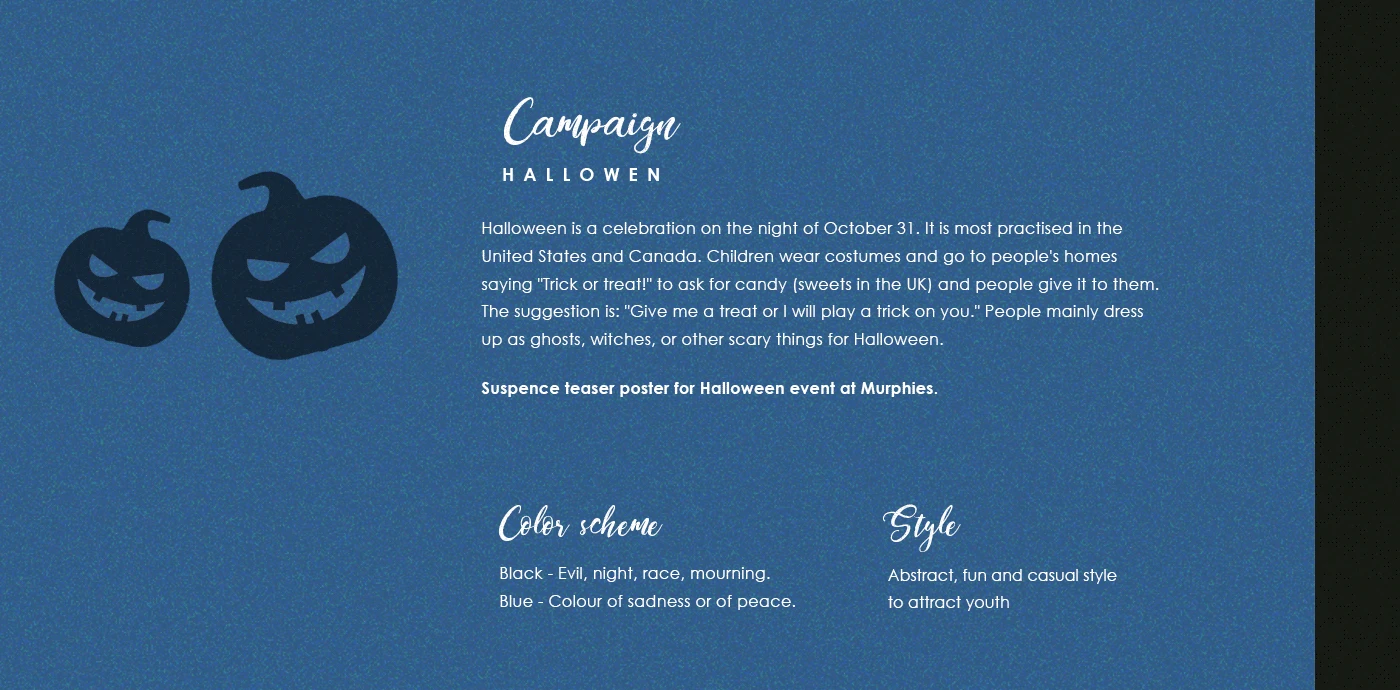 Campaign
HALLOWEN
Halloween is a celebration on the night of October 31. It is most practised in the
United States and Canada. Children wear costumes and go to people's homes
saying "Trick or treat!" to ask for candy (sweets in the UK) and people give it to them.
The suggestion is: "Give me a treat or I will play a trick on you." People mainly dress
up as ghosts, witches, or other scary things for Halloween.
Suspence teaser poster for Halloween event at Murphies.
Color scheme
Black - Evil, night, race, mourning.
Blue - Colour of sadness or of peace.
Style
Abstract, fun and casual style
to attract youth